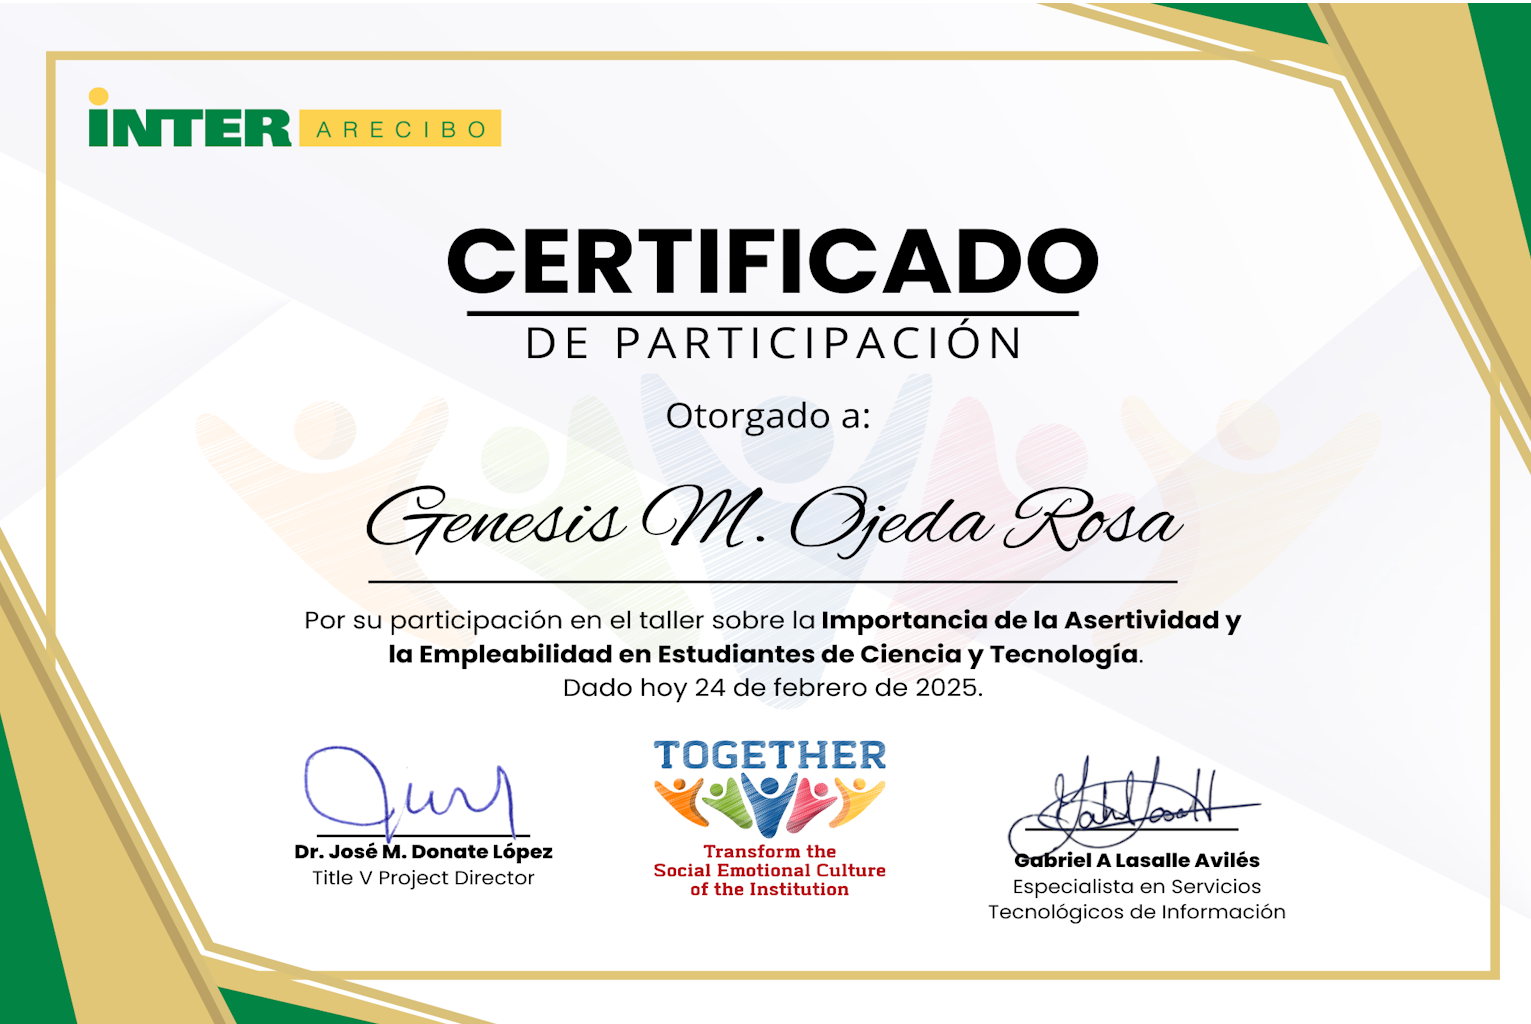 INTER ARECIBO
CERTIFICADO
DE PARTICIPACIÓN
Otorgado a:
Genesis M. Ojeda Rosa
Por su participación en el taller sobre la Importancia de la Asertividad y
la Empleabilidad en Estudiantes de Ciencia y Tecnología.
Dado hoy 24 de febrero de 2025.
Dr. José M. Donate López
Title V Project Director
TOGETHER
Transform the
Social Emotional Culture
of the Institution
Gabriel A Lasalle Avilés
Especialista en Servicios
Tecnológicos de Información